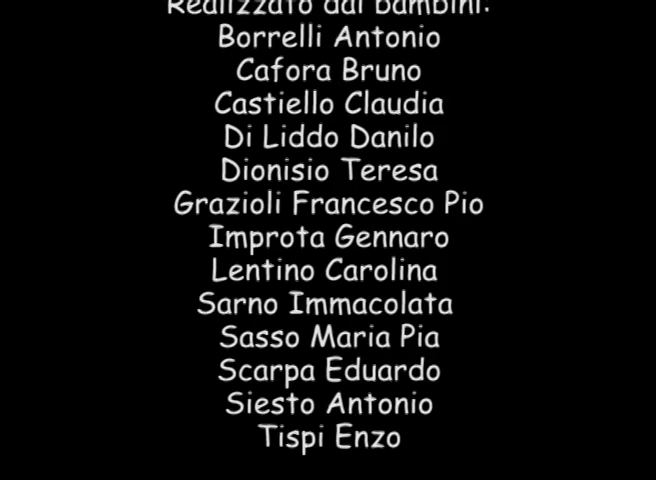 Realizzato dai bambini:
Borrelli Antonio
Cafora Bruno
Castiello Claudia
Di Liddo Danilo
Dionisio Teresa
Grazioli Francesco Pio
Improta Gennaro
Lentino Carolina
Sarno Immacolata
Sasso Maria Pia
Scarpa Eduardo
Siesto Antonio
Tispi Enzo